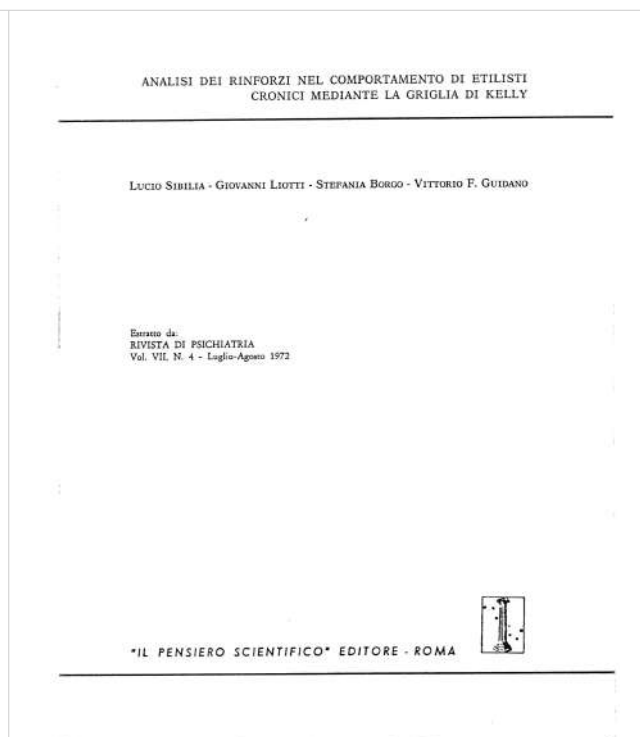 ANALISI DEI RINFORZI NEL COMPORTAMENTO DI ETILISTI
CRONICI MEDIANTE LA GRIGLIA DI KELLY
LUCIO SIBILIA - GIOVANNI LIOTTI - STEFANIA BORGO - VITTORIO F. GUIDANO
Estratto da:
RIVISTA DI PSICHIATRIA
Vol. VII, N. 4 - Luglio-Agosto 1972
"IL PENSIERO SCIENTIFICO" EDITORE - ROMA